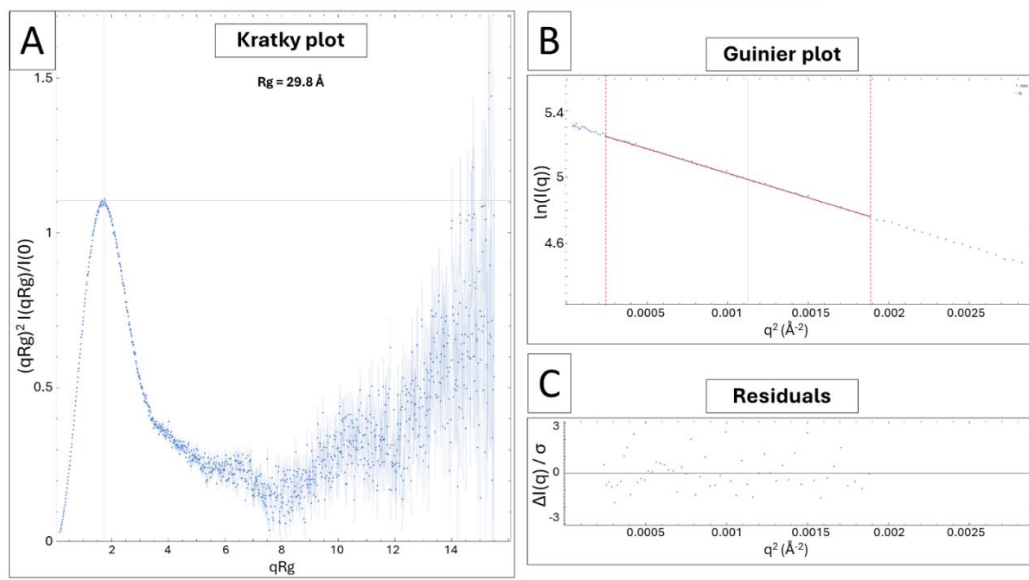 A
Kratky plot
Rg = 29.8 Å
1.5
1
0.5
0
2
4
6
8
10
12
14
(qRg)² I(qRg)/I(0)
qRg
B
Guinier plot
5.4
5
4.6
ln(I(q))
0.0005
0.001
0.0015
0.002
0.0025
q² (Å⁻²)
C
Residuals
3
0
-3
ΔI(q) / σ
0.0005
0.001
0.0015
0.002
0.0025
q² (Å⁻²)